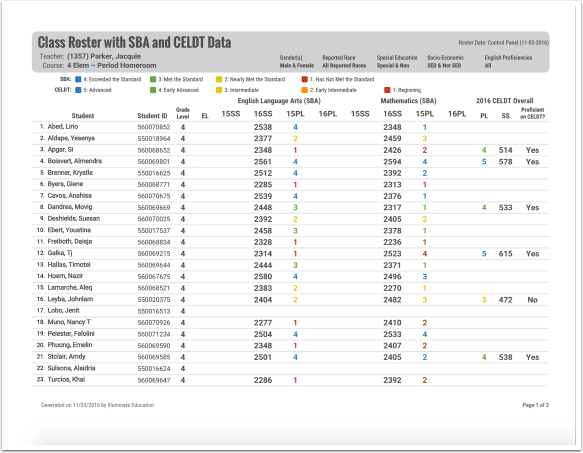 Class Roster with SBA and CELDT Data
Roster Date: Control Panel (11-03-2016)
Teacher: (1357) Parker, Jacquie
Course: 4 Elem – Period Homeroom
Gender(s) Reported Race Special Education Socio-Economic English Proficiencies
Male & Female All Reported Races Special & Non SED & Not SED All
SBA: 4: Exceeded the Standard 3: Met the Standard 2: Nearly Met the Standard 1: Has Not Met the Standard
CELDT: 5: Advanced 4: Early Advanced 3: Intermediate 2: Early Intermediate 1: Beginning
English Language Arts (SBA) Mathematics (SBA) 2016 CELDT Overall
Student Student ID Grade Level EL 15SS 16SS 15PL 16PL 15SS 16SS 15PL 16PL PL SS Proficient on CELDT?
1. Abed, Lirio 560070852 4 2538 4 2348 1
2. Aldape, Yesenya 550018964 4 2377 2 2459 3
3. Apgar, Si 560068652 4 2348 1 2426 2 4 514 Yes
4. Boisvert, Almendra 560069801 4 2561 4 2594 4 5 578 Yes
5. Brenner, Krystle 550016625 4 2512 4 2392 2
6. Byers, Giene 560068771 4 2285 1 2313 1
7. Cavos, Anahisa 560070675 4 2539 4 2376 1
8. Dandrea, Movig 560069669 4 2448 3 2317 1 4 533 Yes
9. Deshields, Suesan 560070025 4 2392 2 2405 2
10. Ebert, Youstina 550017537 4 2458 3 2378 1
11. Freiboth, Daisja 560068834 4 2328 1 2236 1
12. Galka, Tj 560069215 4 2314 1 2523 4 5 615 Yes
13. Hallas, Timotei 560069644 4 2444 3 2371 1
14. Hoem, Nazir 560067675 4 2580 4 2496 3
15. Lamarche, Aleq 560068521 4 2383 2 2270 1
16. Leyba, Johnlam 550020375 4 2404 2 2482 3 3 472 No
17. Lobo, Jenit 550016513 4
18. Muno, Nancy T 560070926 4 2277 1 2410 2
19. Pelester, Felolini 560071234 4 2504 4 2533 4
20. Phuong, Emelin 560069590 4 2348 1 2407 2
21. Stclair, Amdy 560069585 4 2501 4 2405 2 4 538 Yes
22. Sulsona, Alaidria 550016624 4
23. Turcios, Khai 560069647 4 2286 1 2392 2
Generated on 11/03/2016 by Illuminate Education Page 1 of 2